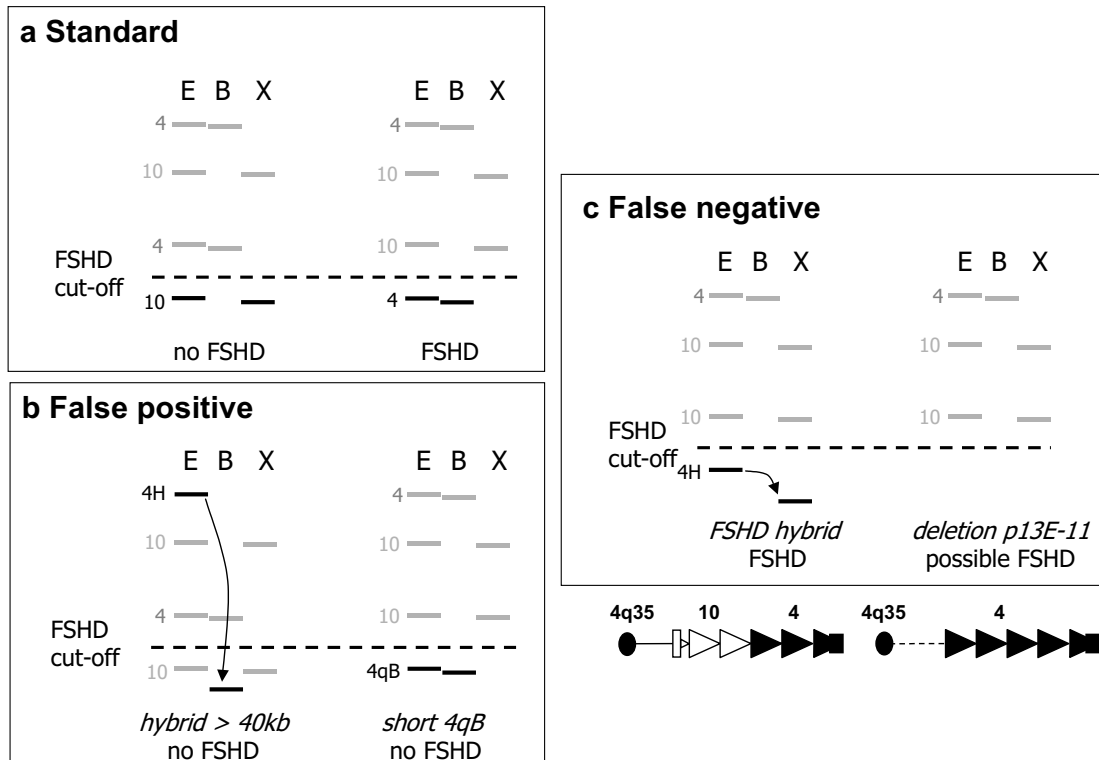 a Standard
E B X
E B X
4
4
10
10
4
10
FSHD
cut-off
10
4
no FSHD
FSHD
b False positive
E B X
E B X
4H
4
10
10
4
10
FSHD
cut-off
10
4qB
hybrid > 40kb
no FSHD
short 4qB
no FSHD
c False negative
E B X
E B X
4
4
10
10
10
10
FSHD
cut-off
4H
FSHD hybrid
FSHD
deletion p13E-11
possible FSHD
4q35 10 4
4q35 4